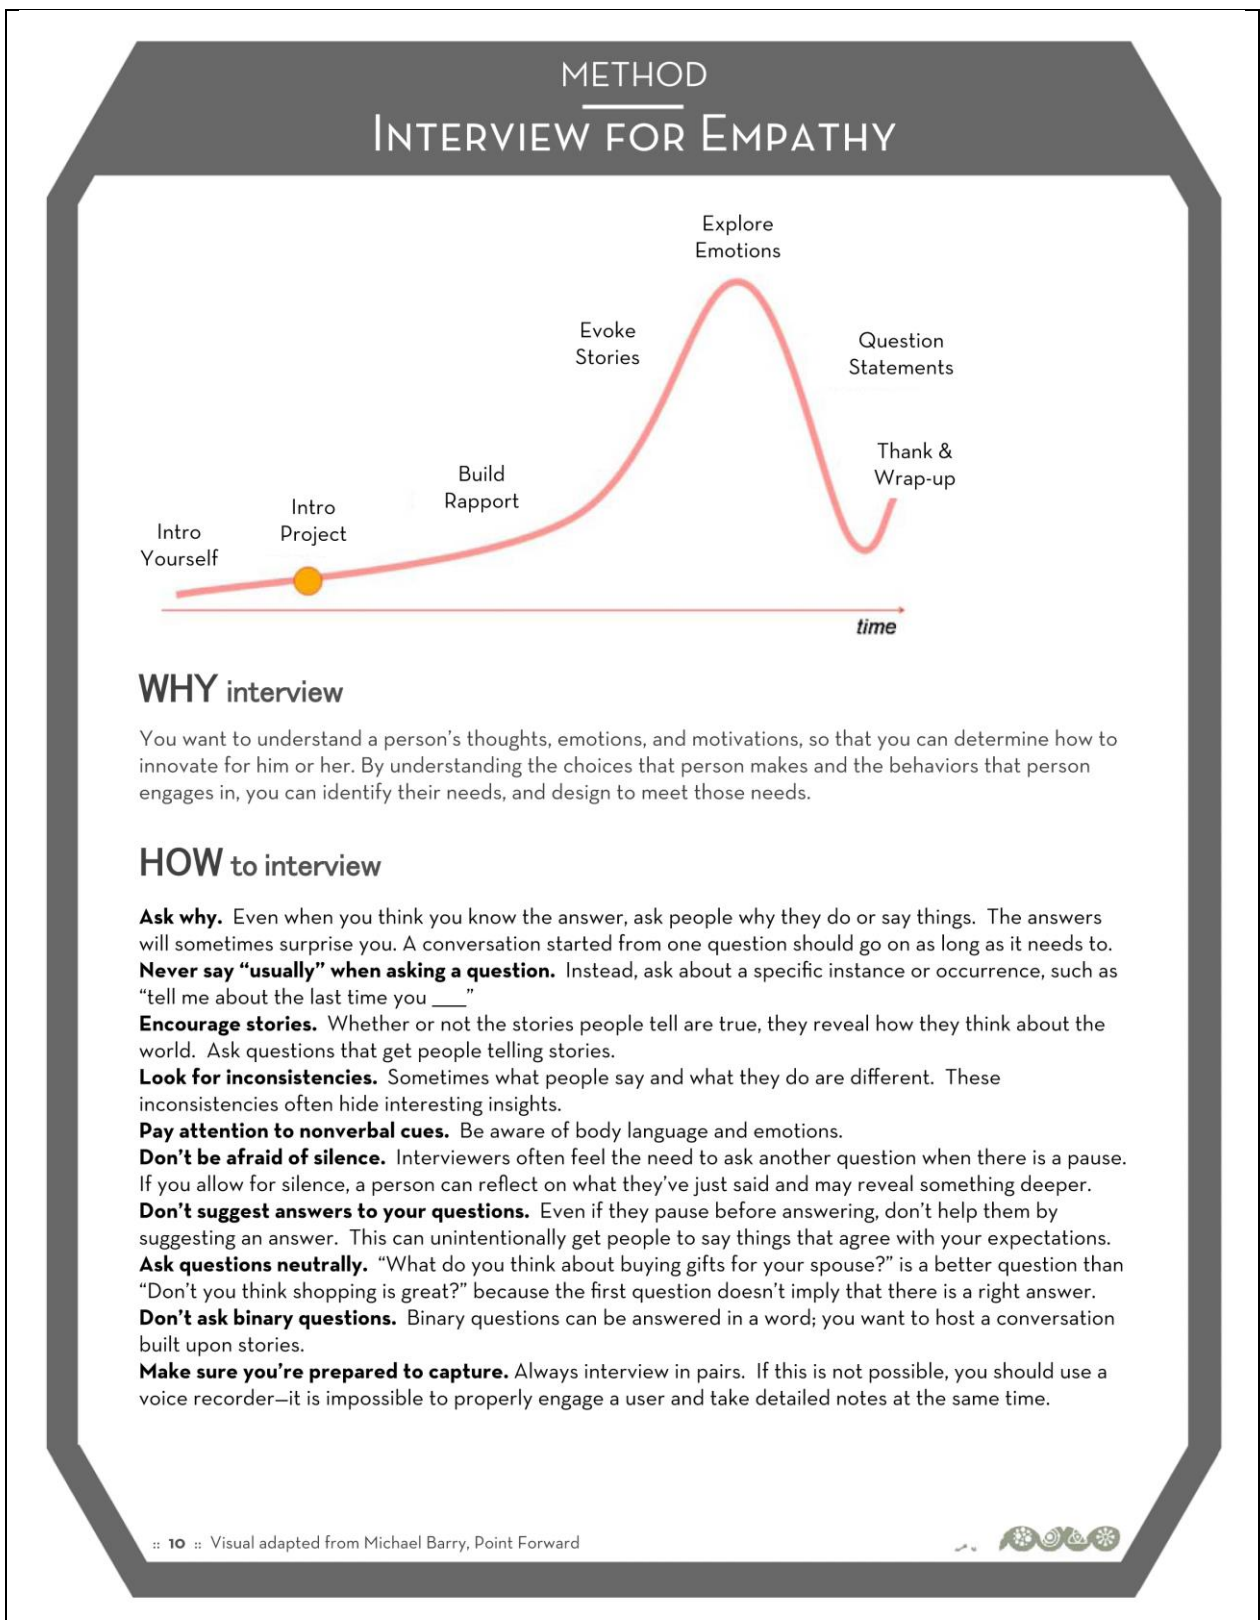 METHOD
INTERVIEW FOR EMPATHY
Explore
Emotions
Evoke
Stories
Question
Statements
Thank &
Wrap-up
Build
Rapport
Intro
Project
Intro
Yourself
time
WHY interview
You want to understand a person's thoughts, emotions, and motivations, so that you can determine how to
innovate for him or her. By understanding the choices that person makes and the behaviors that person
engages in, you can identify their needs, and design to meet those needs.
HOW to interview
Ask why. Even when you think you know the answer, ask people why they do or say things. The answers
will sometimes surprise you. A conversation started from one question should go on as long as it needs to.
Never say “usually” when asking a question. Instead, ask about a specific instance or occurrence, such as
“tell me about the last time you ___”
Encourage stories. Whether or not the stories people tell are true, they reveal how they think about the
world. Ask questions that get people telling stories.
Look for inconsistencies. Sometimes what people say and what they do are different. These
inconsistencies often hide interesting insights.
Pay attention to nonverbal cues. Be aware of body language and emotions.
Don't be afraid of silence. Interviewers often feel the need to ask another question when there is a pause.
If you allow for silence, a person can reflect on what they've just said and may reveal something deeper.
Don't suggest answers to your questions. Even if they pause before answering, don't help them by
suggesting an answer. This can unintentionally get people to say things that agree with your expectations.
Ask questions neutrally. “What do you think about buying gifts for your spouse?” is a better question than
“Don't you think shopping is great?” because the first question doesn't imply that there is a right answer.
Don't ask binary questions. Binary questions can be answered in a word; you want to host a conversation
built upon stories.
Make sure you're prepared to capture. Always interview in pairs. If this is not possible, you should use a
voice recorder—it is impossible to properly engage a user and take detailed notes at the same time.
:: 10 :: Visual adapted from Michael Barry, Point Forward